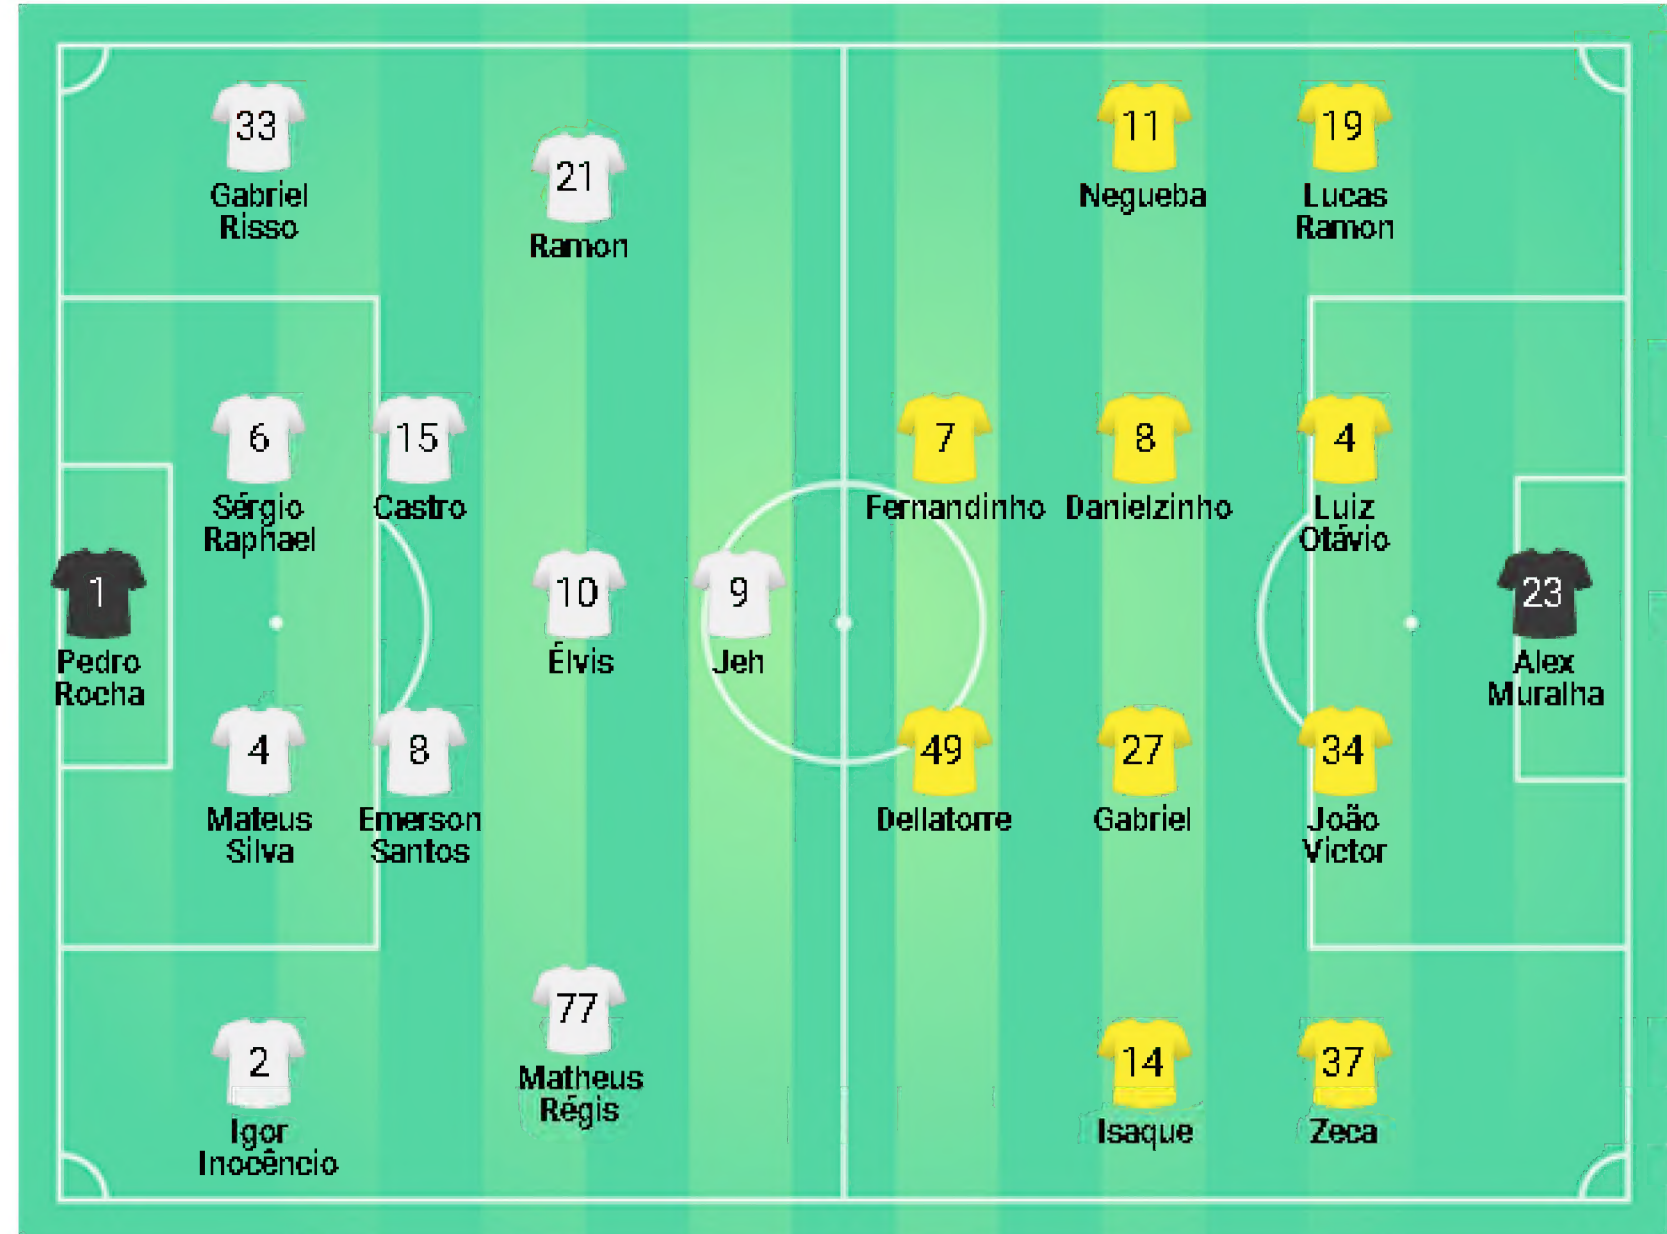 33
Gabriel
Risso
21
Ramon
11
Negueba
19
Lucas
Ramon
6
Sérgio
Raphael
15
Castro
7
Fernandinho
8
Danielzinho
4
Luiz
Otávio
1
Pedro
Rocha
10
Élvis
9
Jeh
23
Alex
Muralha
4
Mateus
Silva
8
Emerson
Santos
49
Dellatorre
27
Gabriel
34
João
Victor
2
Igor
Inocêncio
77
Matheus
Régis
14
Isaque
37
Zeca